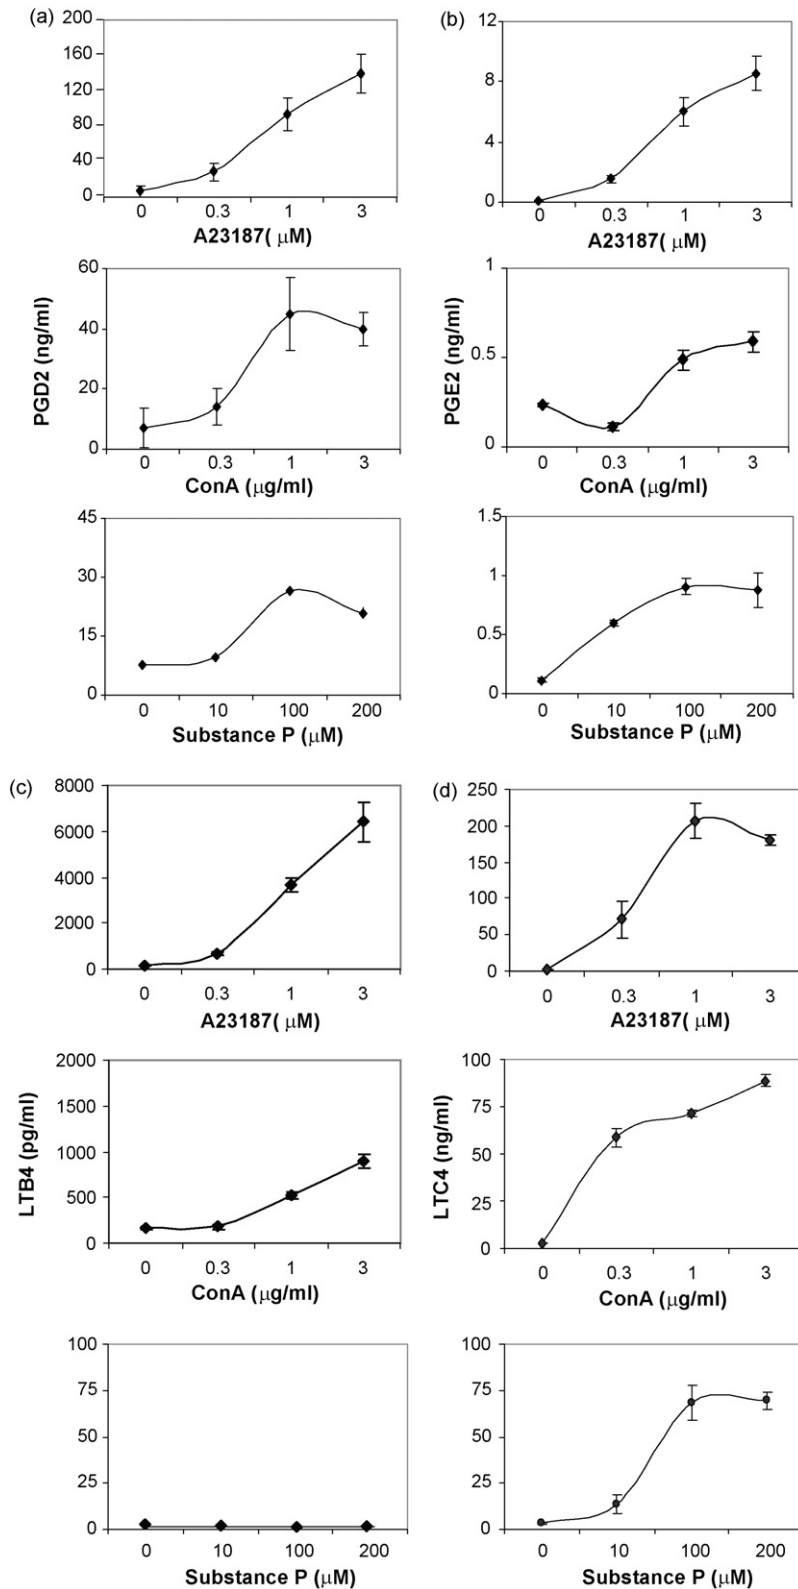 (a)
200
160
120
80
40
0
0 0.3 1 3
A23187( μM)
(b)
12
8
4
0
0 0.3 1 3
A23187( μM)
PGD2 (ng/ml)
60
40
20
0
0 0.3 1 3
ConA (μg/ml)
PGE2 (ng/ml)
1
0.5
0
0 0.3 1 3
ConA (μg/ml)
45
30
15
0
0 10 100 200
Substance P (μM)
1.5
1
0.5
0
0 10 100 200
Substance P (μM)
(c)
8000
6000
4000
2000
0
0 0.3 1 3
A23187( μM)
(d)
250
200
150
100
50
0
0 0.3 1 3
A23187( μM)
LTB4 (pg/ml)
2000
1500
1000
500
0
0 0.3 1 3
ConA (μg/ml)
LTC4 (ng/ml)
100
75
50
25
0
0 0.3 1 3
ConA (μg/ml)
100
75
50
25
0
0 10 100 200
Substance P (μM)
100
75
50
25
0
0 10 100 200
Substance P (μM)